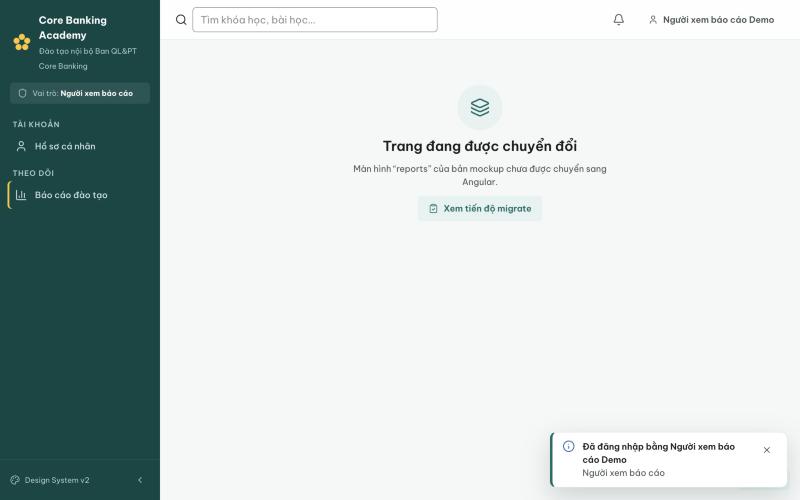 Core Banking
Academy
Đào tạo nội bộ Ban QL&PT
Core Banking
Vai trò: Người xem báo cáo
TÀI KHOẢN
Hồ sơ cá nhân
THEO DÕI
Báo cáo đào tạo
Design System v2
Tìm khóa học, bài học...
Người xem báo cáo Demo
Trang đang được chuyển đổi
Màn hình “reports” của bản mockup chưa được chuyển sang
Angular.
Xem tiến độ migrate
Đã đăng nhập bằng Người xem báo
cáo Demo
Người xem báo cáo